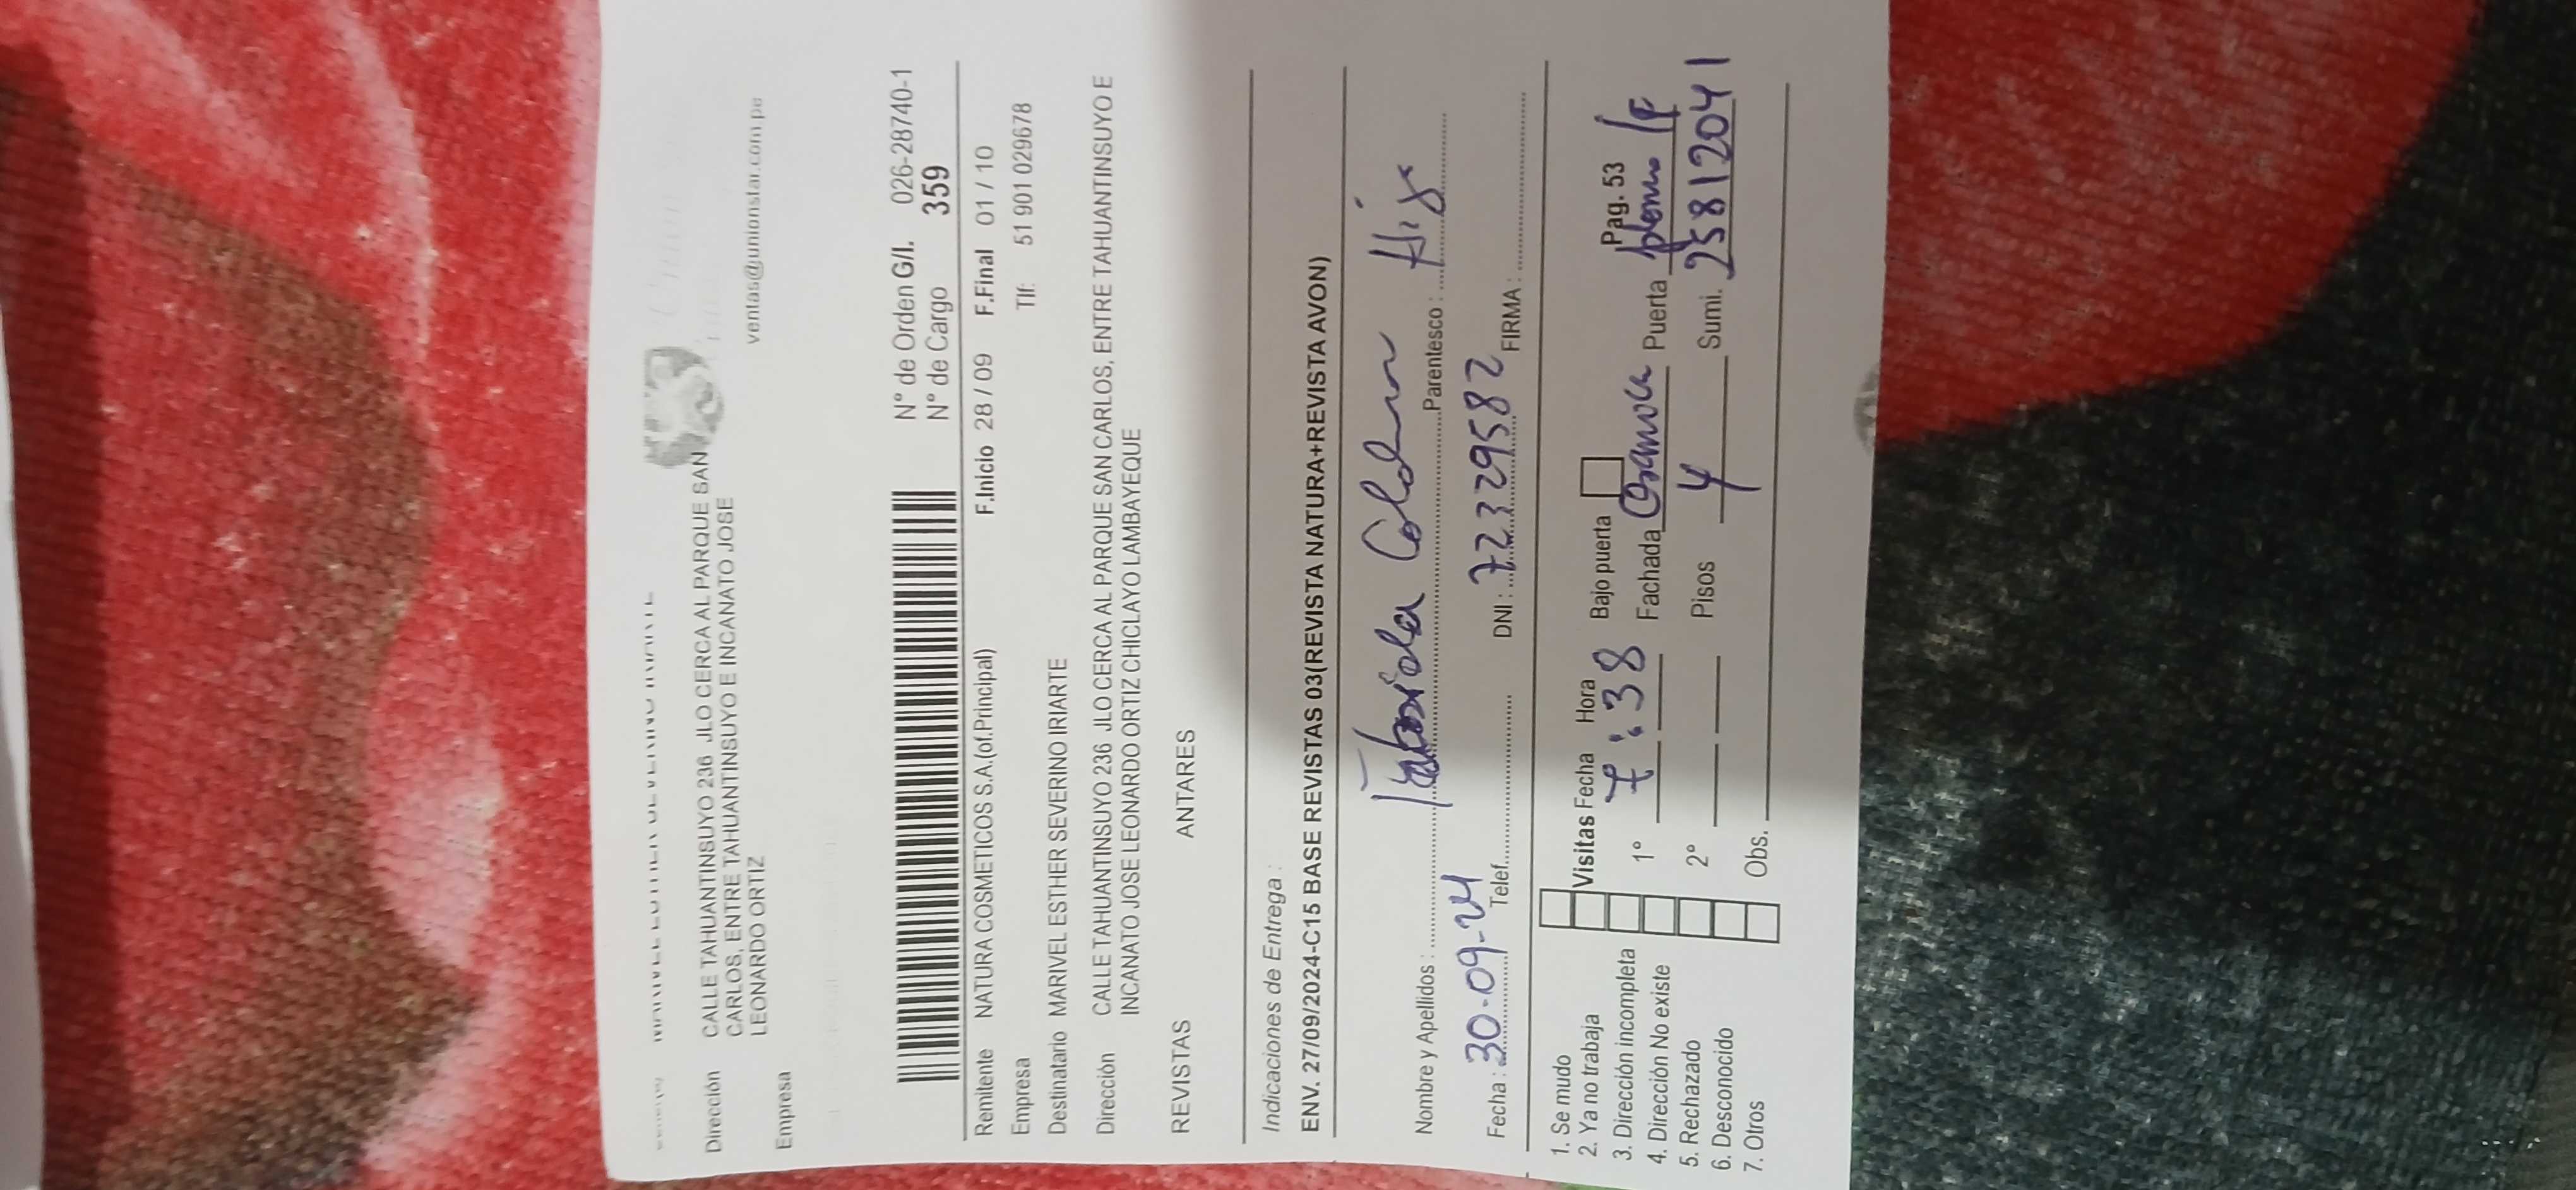 Dirección CALLE TAHUANTINSUYO 236 JLO CERCA AL PARQUE SAN
CARLOS, ENTRE TAHUANTINSUYO E INCANATO JOSE
LEONARDO ORTIZ
ventas@unionstar.com.pe
Empresa
N° de Orden G/I. 026-28740-1
N° de Cargo 359
Remitente NATURA COSMETICOS S.A.(of.Principal) F.Inicio 28 / 09 F.Final 01 / 10
Empresa Tlf: 51 901 029678
Destinatario MARIVEL ESTHER SEVERINO IRIARTE
Dirección CALLE TAHUANTINSUYO 236 JLO CERCA AL PARQUE SAN CARLOS, ENTRE TAHUANTINSUYO E
INCANATO JOSE LEONARDO ORTIZ CHICLAYO LAMBAYEQUE
REVISTAS ANTARES
Indicaciones de Entrega :
ENV. 27/09/2024-C15 BASE REVISTAS 03(REVISTA NATURA+REVISTA AVON)
Nombre y Apellidos : Parentesco : Hija
Fecha : 30-09-24 Telef. DNI : 72329582 FIRMA :
Pag. 53
1. Se mudo
2. Ya no trabaja Visitas Fecha Hora Bajo puerta
3. Dirección incompleta 7:38
4. Dirección No existe 1° Fachada Puerta
5. Rechazado
6. Desconocido 2° Pisos 4 Sumi. 25812041
7. Otros Obs.